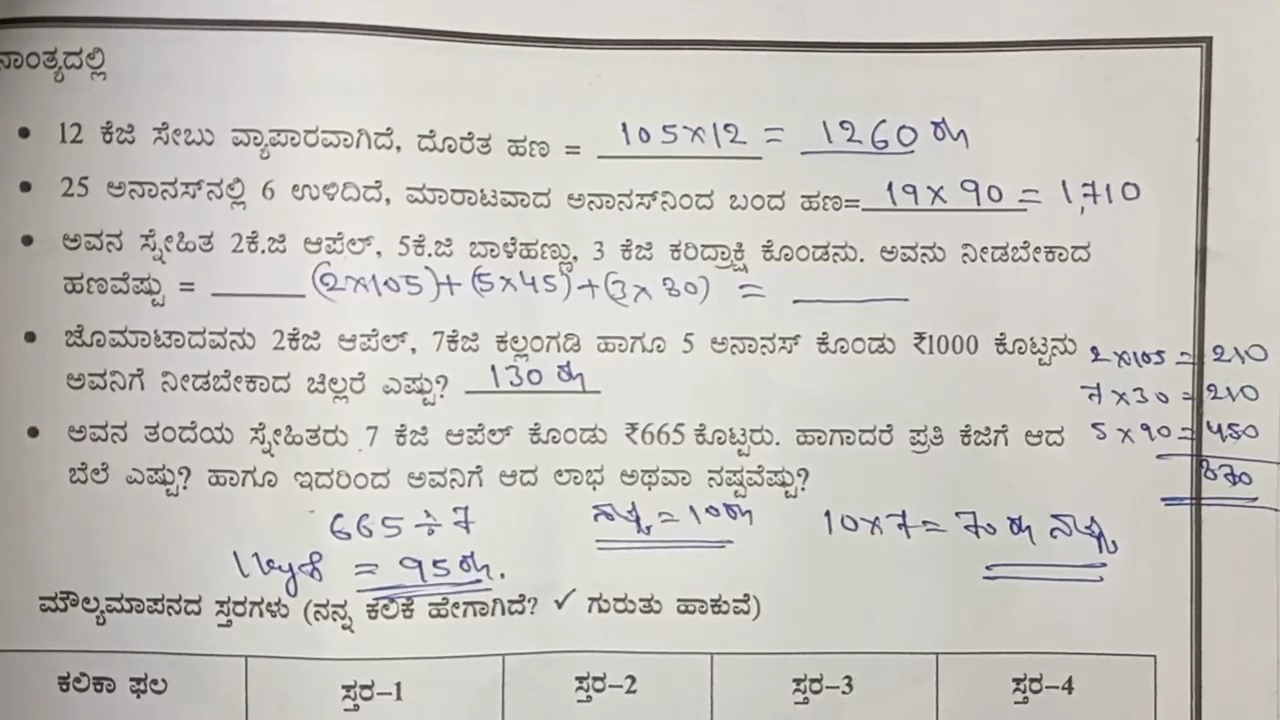 ನಾಂತ್ಯದಲ್ಲಿ
• 12 ಕೆಜಿ ಸೇಬು ವ್ಯಾಪಾರವಾಗಿದೆ, ದೊರೆತ ಹಣ = 105×12 = 1260 ರೂ
• 25 ಅನಾನಸ್‌ನಲ್ಲಿ 6 ಉಳಿದಿದೆ, ಮಾರಾಟವಾದ ಅನಾನಸ್‌ನಿಂದ ಬಂದ ಹಣ= 19×90 = 1,710
• ಅವನ ಸ್ನೇಹಿತ 2ಕೆ.ಜಿ ಆಪೆಲ್, 5ಕೆ.ಜಿ ಬಾಳೆಹಣ್ಣು, 3 ಕೆಜಿ ಕರಿದ್ರಾಕ್ಷಿ ಕೊಂಡನು. ಅವನು ನೀಡಬೇಕಾದ
ಹಣವೆಷ್ಟು = (2×105)+(5×45)+(3×80) =
• ಜೊಮಾಟಾದವನು 2ಕೆಜಿ ಆಪೆಲ್, 7ಕೆಜಿ ಕಲ್ಲಂಗಡಿ ಹಾಗೂ 5 ಅನಾನಸ್ ಕೊಂಡು ₹1000 ಕೊಟ್ಟನು 2×105 = 210
ಅವನಿಗೆ ನೀಡಬೇಕಾದ ಚಿಲ್ಲರೆ ಎಷ್ಟು? 130 ರೂ 7×30 = 210
• ಅವನ ತಂದೆಯ ಸ್ನೇಹಿತರು 7 ಕೆಜಿ ಆಪೆಲ್ ಕೊಂಡು ₹665 ಕೊಟ್ಟರು. ಹಾಗಾದರೆ ಪ್ರತಿ ಕೆಜಿಗೆ ಆದ 5×90=450
ಬೆಲೆ ಎಷ್ಟು? ಹಾಗೂ ಇದರಿಂದ ಅವನಿಗೆ ಆದ ಲಾಭ ಅಥವಾ ನಷ್ಟವೆಷ್ಟು? 870
665÷7 ನಷ್ಟ = 10ರೂ 10×7= 70 ರೂ ನಷ್ಟ
1kgಗೆ = 95ರೂ.
ಮೌಲ್ಯಮಾಪನದ ಸ್ತರಗಳು (ನನ್ನ ಕಲಿಕೆ ಹೇಗಾಗಿದೆ? ✓ ಗುರುತು ಹಾಕುವೆ)
ಕಲಿಕಾ ಫಲ ಸ್ತರ–1 ಸ್ತರ–2 ಸ್ತರ–3 ಸ್ತರ–4